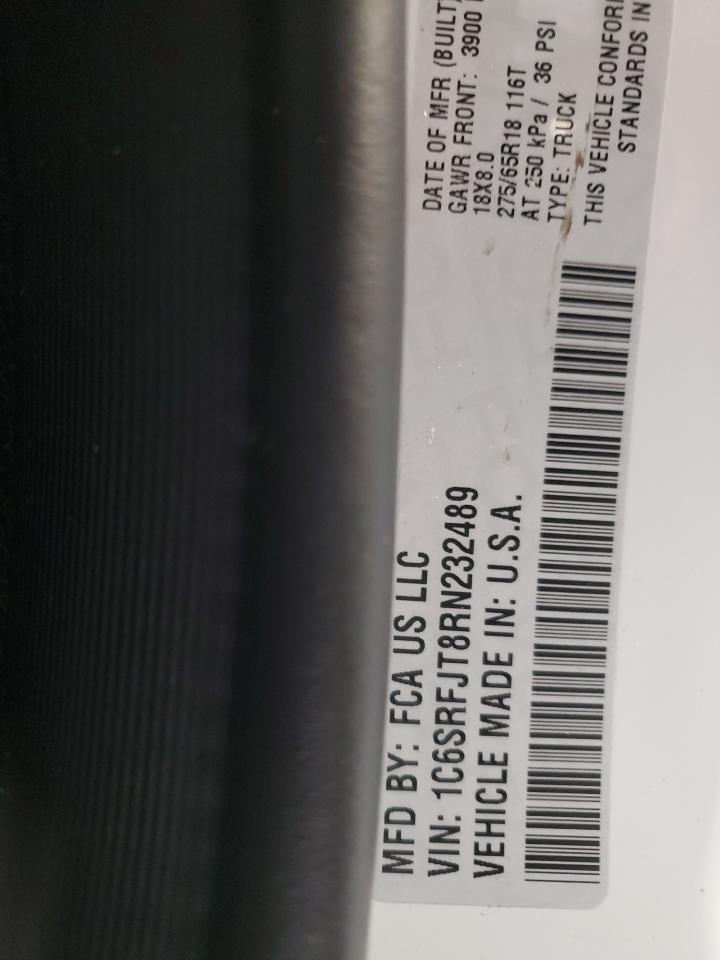 MFD BY: FCA US LLC
VIN: 1C6SRFJT8RN232489
VEHICLE MADE IN: U.S.A.
DATE OF MFR (BUILT)
GAWR FRONT: 3900
18X8.0
275/65R18 116T
AT 250 kPa / 36 PSI
TYPE: TRUCK
THIS VEHICLE CONFOR
STANDARDS IN